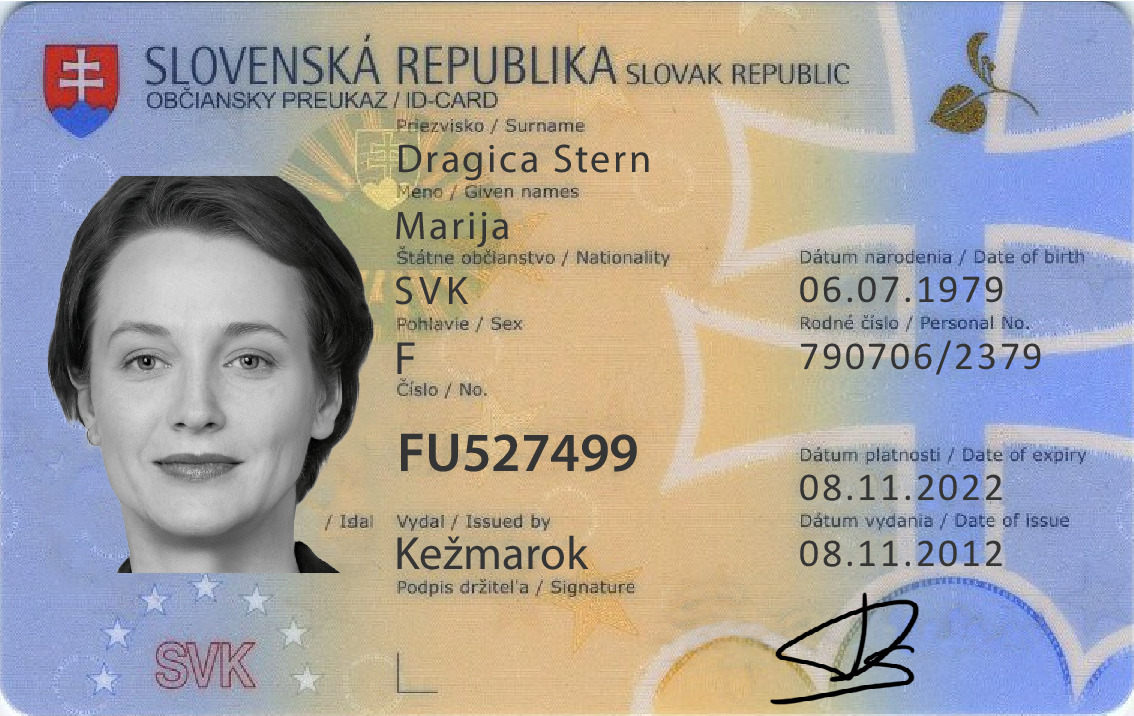 SLOVENSKÁ REPUBLIKA SLOVAK REPUBLIC
OBČIANSKY PREUKAZ / ID-CARD
Priezvisko / Surname
Dragica Stern
Meno / Given names
Marija
Štátne občianstvo / Nationality
SVK
Dátum narodenia / Date of birth
06.07.1979
Pohlavie / Sex
F
Rodné číslo / Personal No.
790706/2379
Číslo / No.
FU527499
Dátum platnosti / Date of expiry
08.11.2022
/ Isdal Vydal / Issued by
Kežmarok
Dátum vydania / Date of issue
08.11.2012
Podpis držiteľa / Signature
SVK